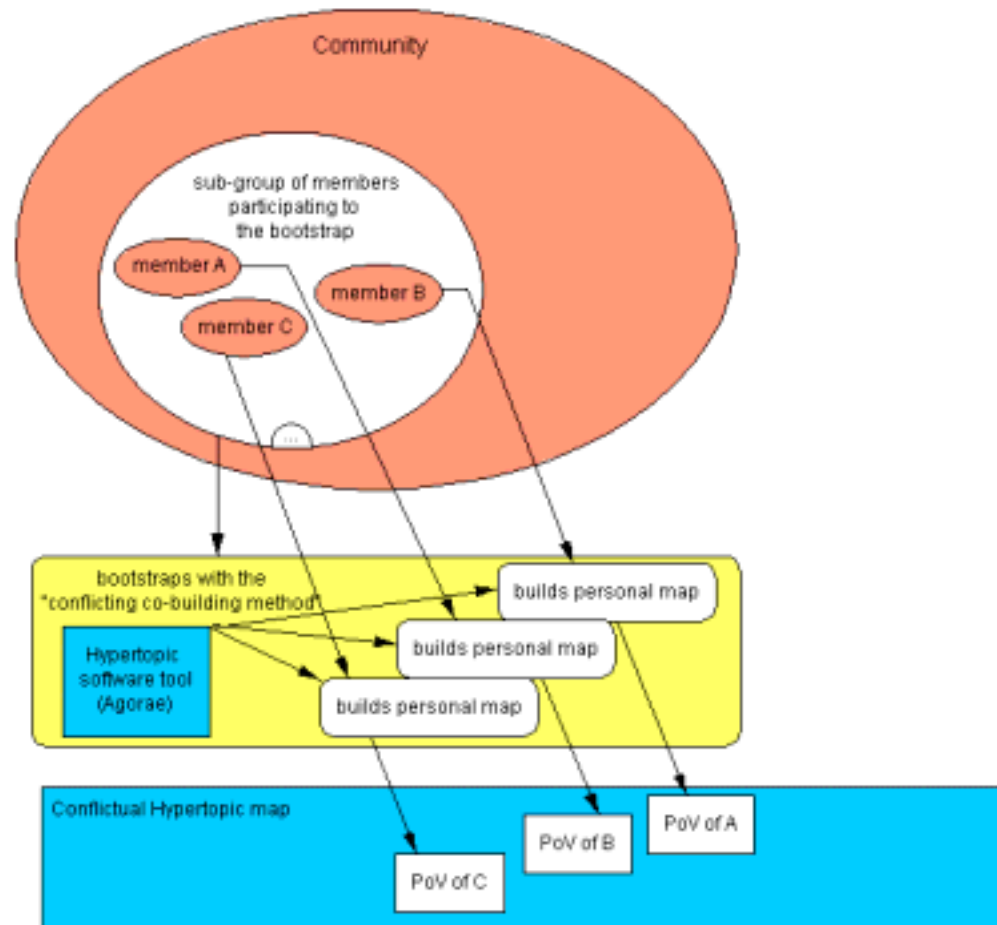 Community
sub-group of members
participating to
the bootstrap
member A
member B
member C
...
bootstraps with the
"conflicting co-building method"
builds personal map
builds personal map
builds personal map
Hypertopic
software tool
(Agorae)
Conflictual Hypertopic map
PoV of A
PoV of B
PoV of C